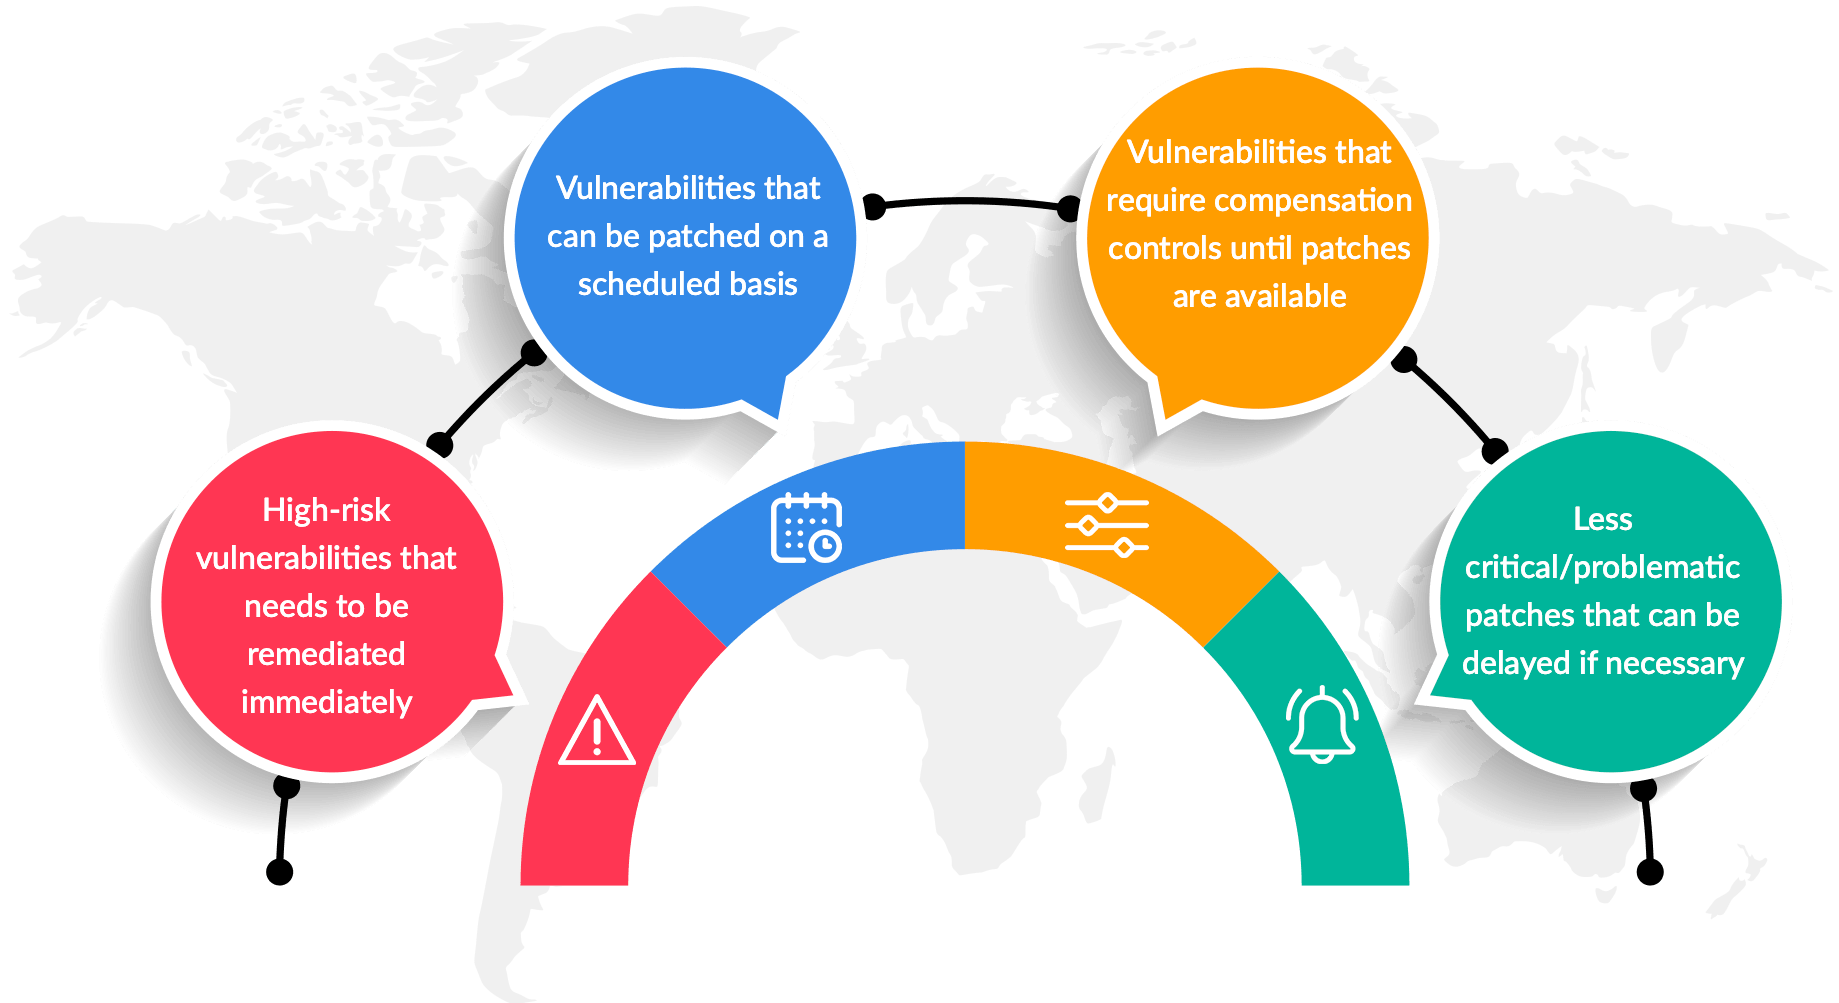 High-risk
vulnerabilities that
needs to be
remediated
immediately
Vulnerabilities that
can be patched on a
scheduled basis
Vulnerabilities that
require compensation
controls until patches
are available
Less
critical/problematic
patches that can be
delayed if necessary